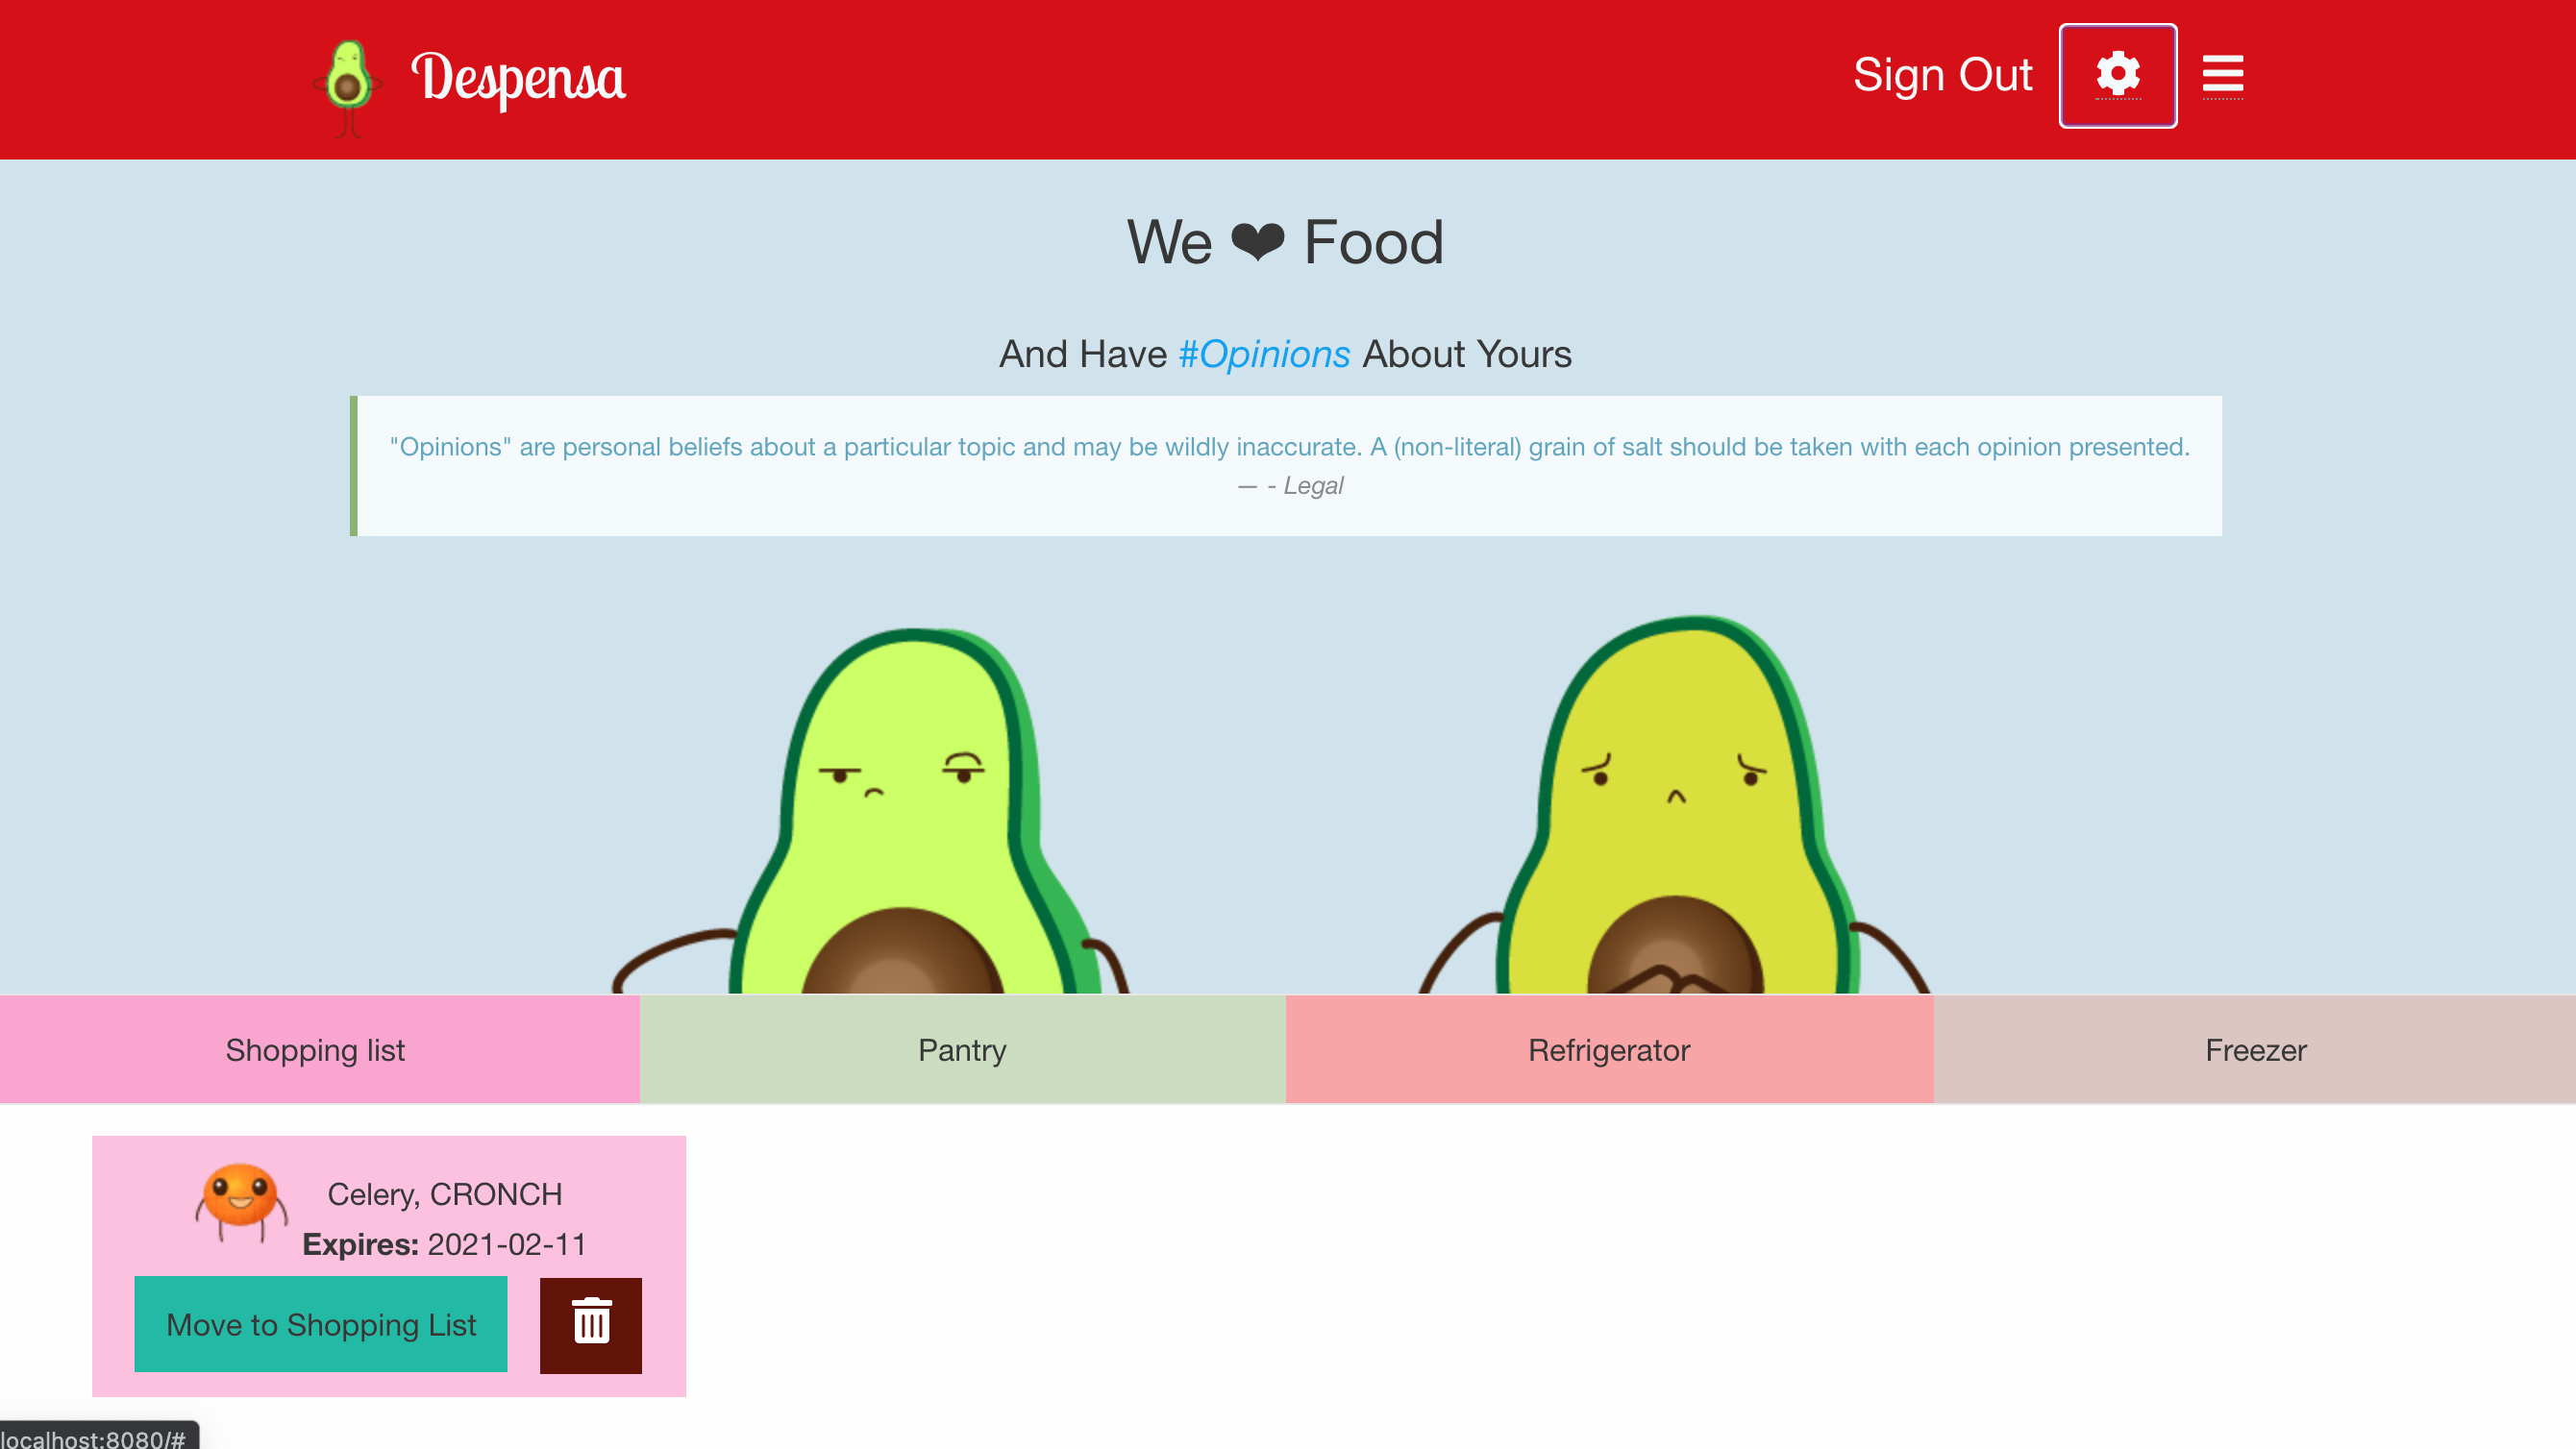 Despensa
Sign Out
We ❤ Food
And Have #Opinions About Yours
"Opinions" are personal beliefs about a particular topic and may be wildly inaccurate. A (non-literal) grain of salt should be taken with each opinion presented.
— - Legal
Shopping list
Pantry
Refrigerator
Freezer
Celery, CRONCH
Expires: 2021-02-11
Move to Shopping List
localhost:8080/#